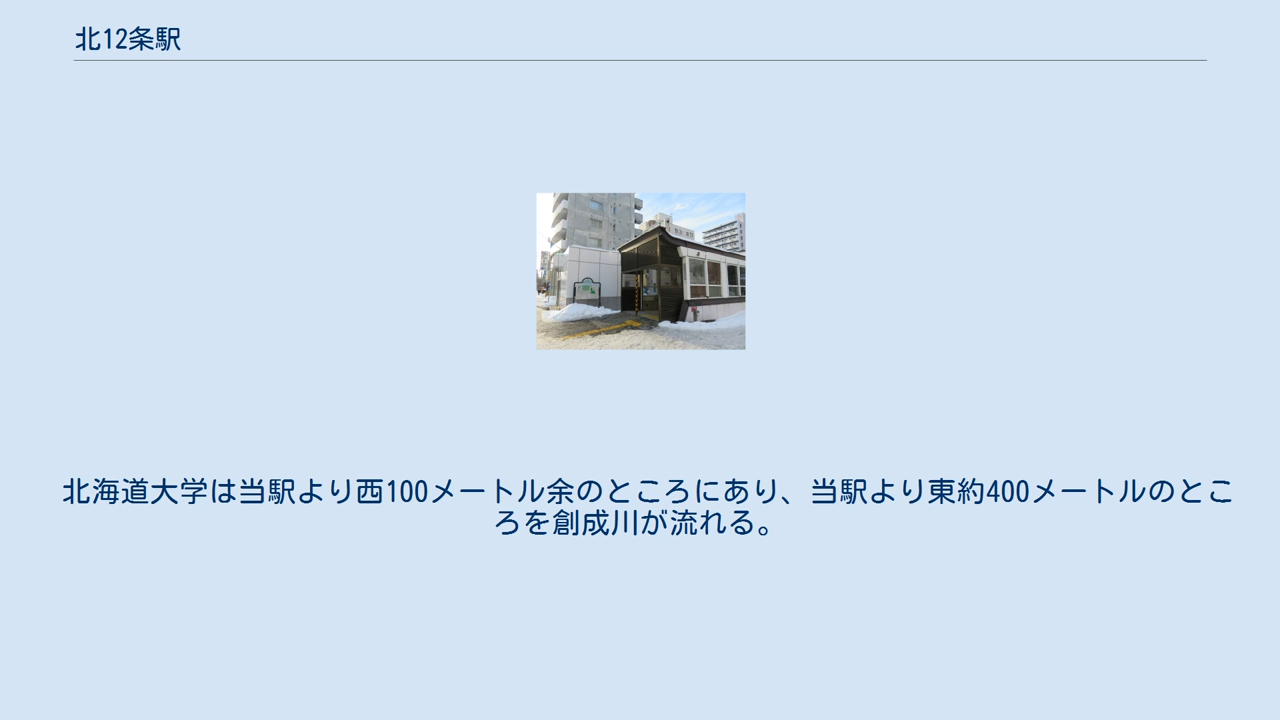 北12条駅
北海道大学は当駅より西100メートル余のところにあり、当駅より東約400メートルのとこ
ろを創成川が流れる。